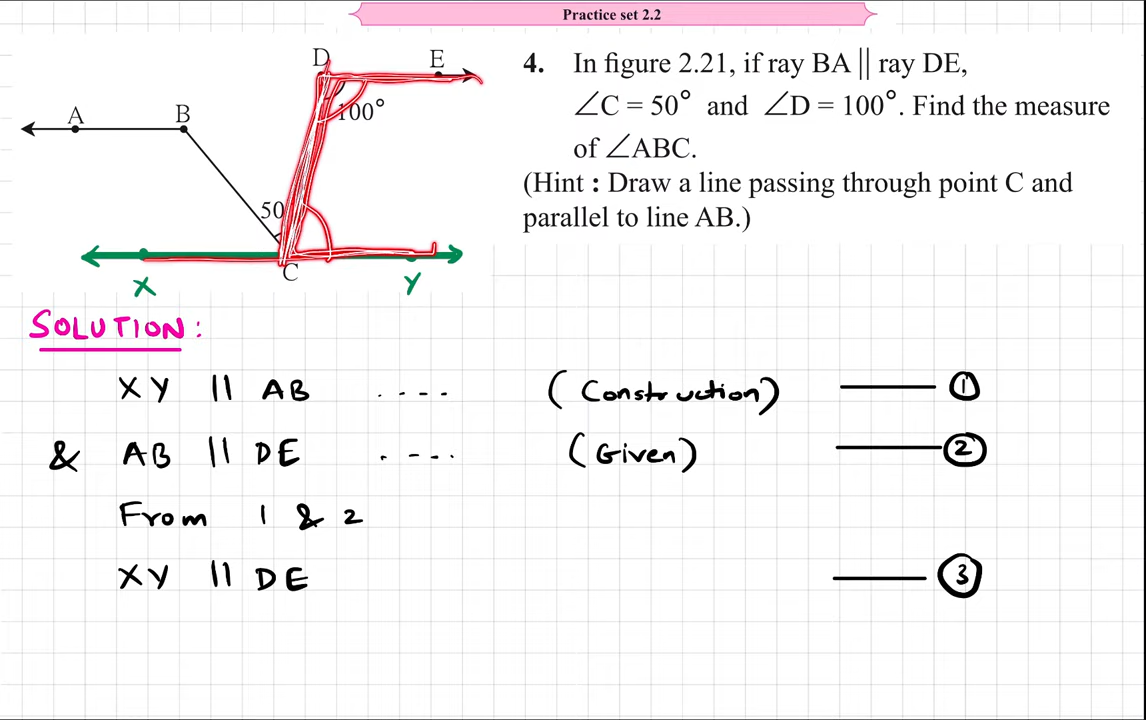 Practice set 2.2
4. In figure 2.21, if ray BA || ray DE,
∠C = 50° and ∠D = 100°. Find the measure
of ∠ABC.
(Hint : Draw a line passing through point C and
parallel to line AB.)
D
E
100°
A
B
50
C
X
Y
SOLUTION:
XY || AB .... (Construction) —— ①
& AB || DE .... (Given) —— ②
From 1 & 2
XY || DE —— ③